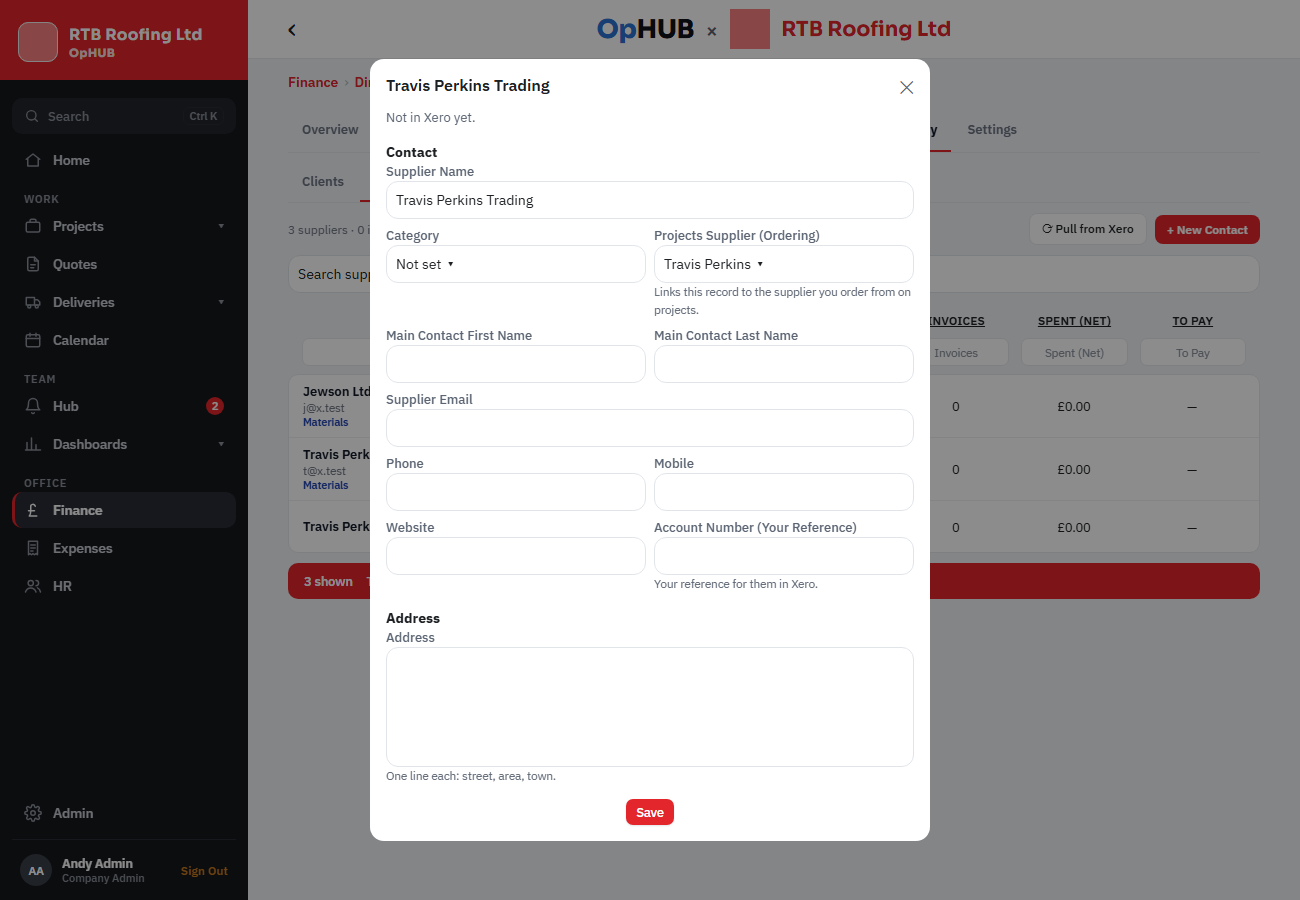 RTB Roofing Ltd
OpHUB
Search
Ctrl K
Home
WORK
Projects
Quotes
Deliveries
Calendar
TEAM
Hub
2
Dashboards
OFFICE
Finance
Expenses
HR
Admin
AA
Andy Admin
Company Admin
Sign Out
OpHUB × RTB Roofing Ltd
Finance ›
Overview
Settings
Clients
3 suppliers · 0
Pull from Xero
+ New Contact
Search
INVOICES
SPENT (NET)
TO PAY
Invoices
Spent (Net)
To Pay
Jewson Ltd
j@x.test
Materials
0
£0.00
—
Travis
t@x.test
Materials
0
£0.00
—
Travis
0
£0.00
—
3 shown
Travis Perkins Trading
Not in Xero yet.
Contact
Supplier Name
Travis Perkins Trading
Category
Projects Supplier (Ordering)
Not set
Travis Perkins
Links this record to the supplier you order from on
projects.
Main Contact First Name
Main Contact Last Name
Supplier Email
Phone
Mobile
Website
Account Number (Your Reference)
Your reference for them in Xero.
Address
Address
One line each: street, area, town.
Save